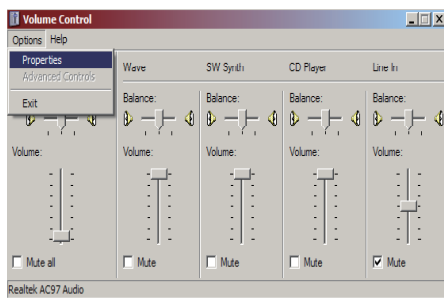 Volume Control
Options Help
Properties
Advanced Controls
Exit
Wave
SW Synth
CD Player
Line In
Balance:
Balance:
Balance:
Balance:
Volume:
Volume:
Volume:
Volume:
Volume:
Mute all
Mute
Mute
Mute
Mute
Realtek AC97 Audio